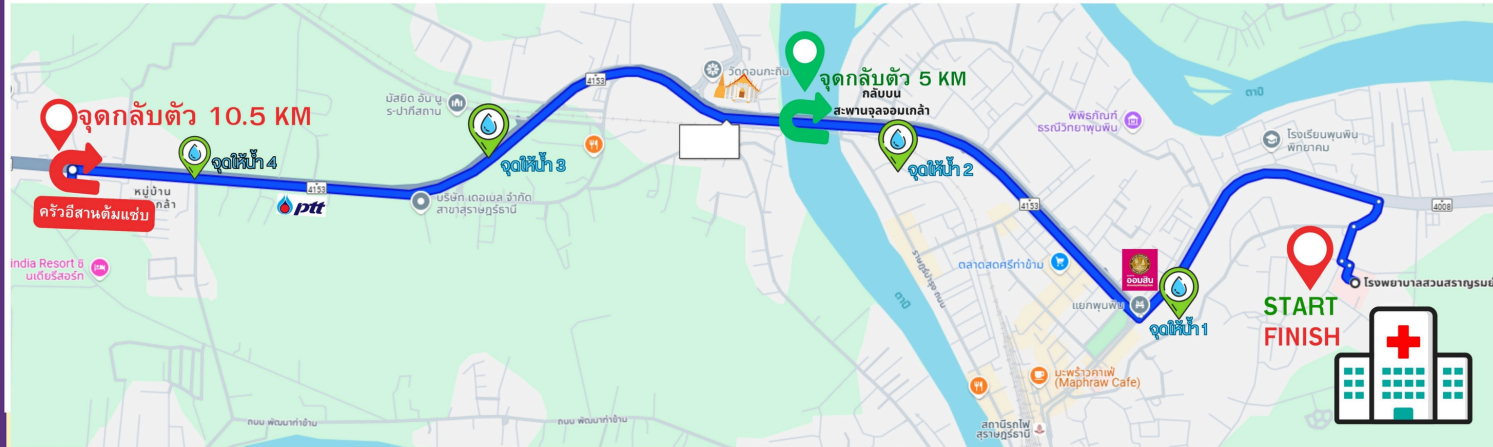 จุดกลับตัว 10.5 KM
ครัวอีสานต้มแซ่บ
หมู่บ้าน
กล้า
india Resort อิ
นเดียรีสอร์ท
จุดให้น้ำ 4
4153
ptt
มัสยิด อัน นู
ร-ปากีสถาน
บริษัท เดอเบล จำกัด
สาขาสุราษฎร์ธานี
จุดให้น้ำ 3
4153
วัดดอนกะถิน
จุดกลับตัว 5 KM
กลับบน
สะพานจุลจอมเกล้า
จุดให้น้ำ 2
ตาปี
ตาปี
พิพิธภัณฑ์
ธรณีวิทยาพุนพิน
โรงเรียนพุนพิน
พิทยาคม
4153
4008
ราษฎร์บำรุง ถนน
ตลาดสดศรีท่าข้าม
ออมสิน
แยกพุนพิน
จุดให้น้ำ 1
START
FINISH
โรงพยาบาลสวนสราญรมย์
มะพร้าวคาเฟ่
(Maphraw Cafe)
สถานีรถไฟ
สุราษฎร์ธานี
ถนน พัฒนาท่าข้าม
ถนน พัฒนาท่าข้าม